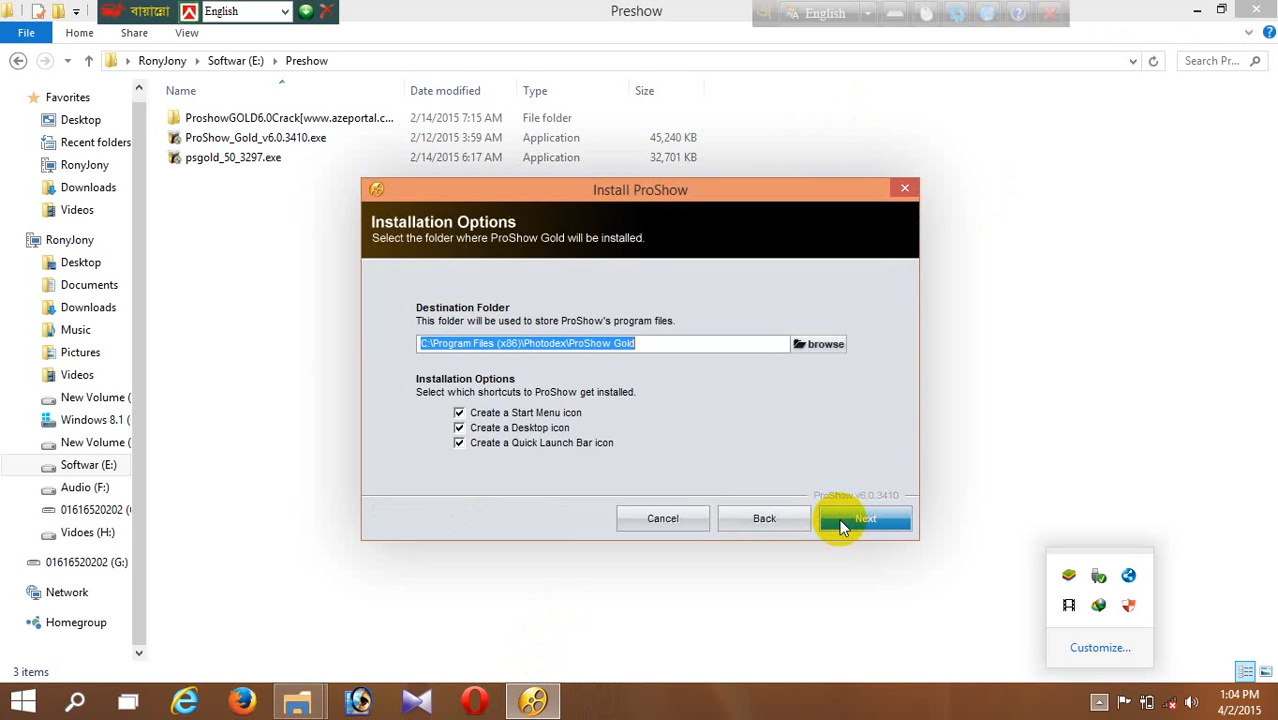 বায়ান্নো
English
Preshow
English
File
Home
Share
View
RonyJony
Softwar (E:)
Preshow
Search Pr...
Name
Date modified
Type
Size
Favorites
Desktop
Recent folders
RonyJony
Downloads
Videos
RonyJony
Desktop
Documents
Downloads
Music
Pictures
Videos
New Volume (
Windows 8.1 (
New Volume (
Softwar (E:)
Audio (F:)
01616520202 (
Vidoes (H:)
01616520202 (G:)
Network
Homegroup
ProshowGOLD6.0Crack[www.azeportal.c...
2/14/2015 7:15 AM
File folder
ProShow_Gold_v6.0.3410.exe
2/12/2015 3:59 AM
Application
45,240 KB
psgold_50_3297.exe
2/14/2015 6:17 AM
Application
32,701 KB
Install ProShow
Installation Options
Select the folder where ProShow Gold will be installed.
Destination Folder
This folder will be used to store ProShow's program files.
C:\Program Files (x86)\Photodex\ProShow Gold
browse
Installation Options
Select which shortcuts to ProShow get installed.
Create a Start Menu icon
Create a Desktop icon
Create a Quick Launch Bar icon
ProShow v6.0.3410
Cancel
Back
Next
Customize...
3 items
1:04 PM
4/2/2015